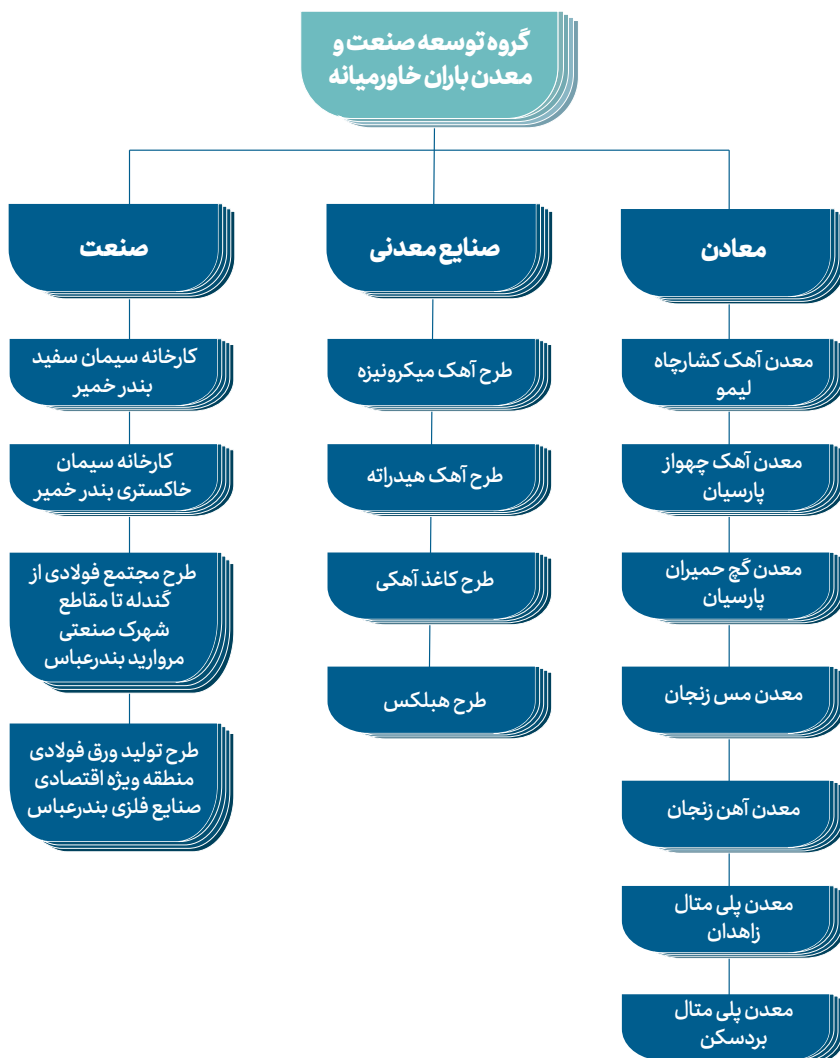 گروه توسعه صنعت و
معدن باران خاورمیانه
معادن
معدن آهک کشارچاه
لیمو
معدن آهک چهواز
پارسیان
معدن گچ حمیران
پارسیان
معدن مس زنجان
معدن آهن زنجان
معدن پلی متال
زاهدان
معدن پلی متال
بردسکن
صنایع معدنی
طرح آهک میکرونیزه
طرح آهک هیدراته
طرح کاغذ آهکی
طرح هبلکس
صنعت
کارخانه سیمان سفید
بندر خمیر
کارخانه سیمان
خاکستری بندر خمیر
طرح مجتمع فولادی از
گندله تا مقاطع
شهرک صنعتی
مروارید بندرعباس
طرح تولید ورق فولادی
منطقه ویژه اقتصادی
صنایع فلزی بندرعباس